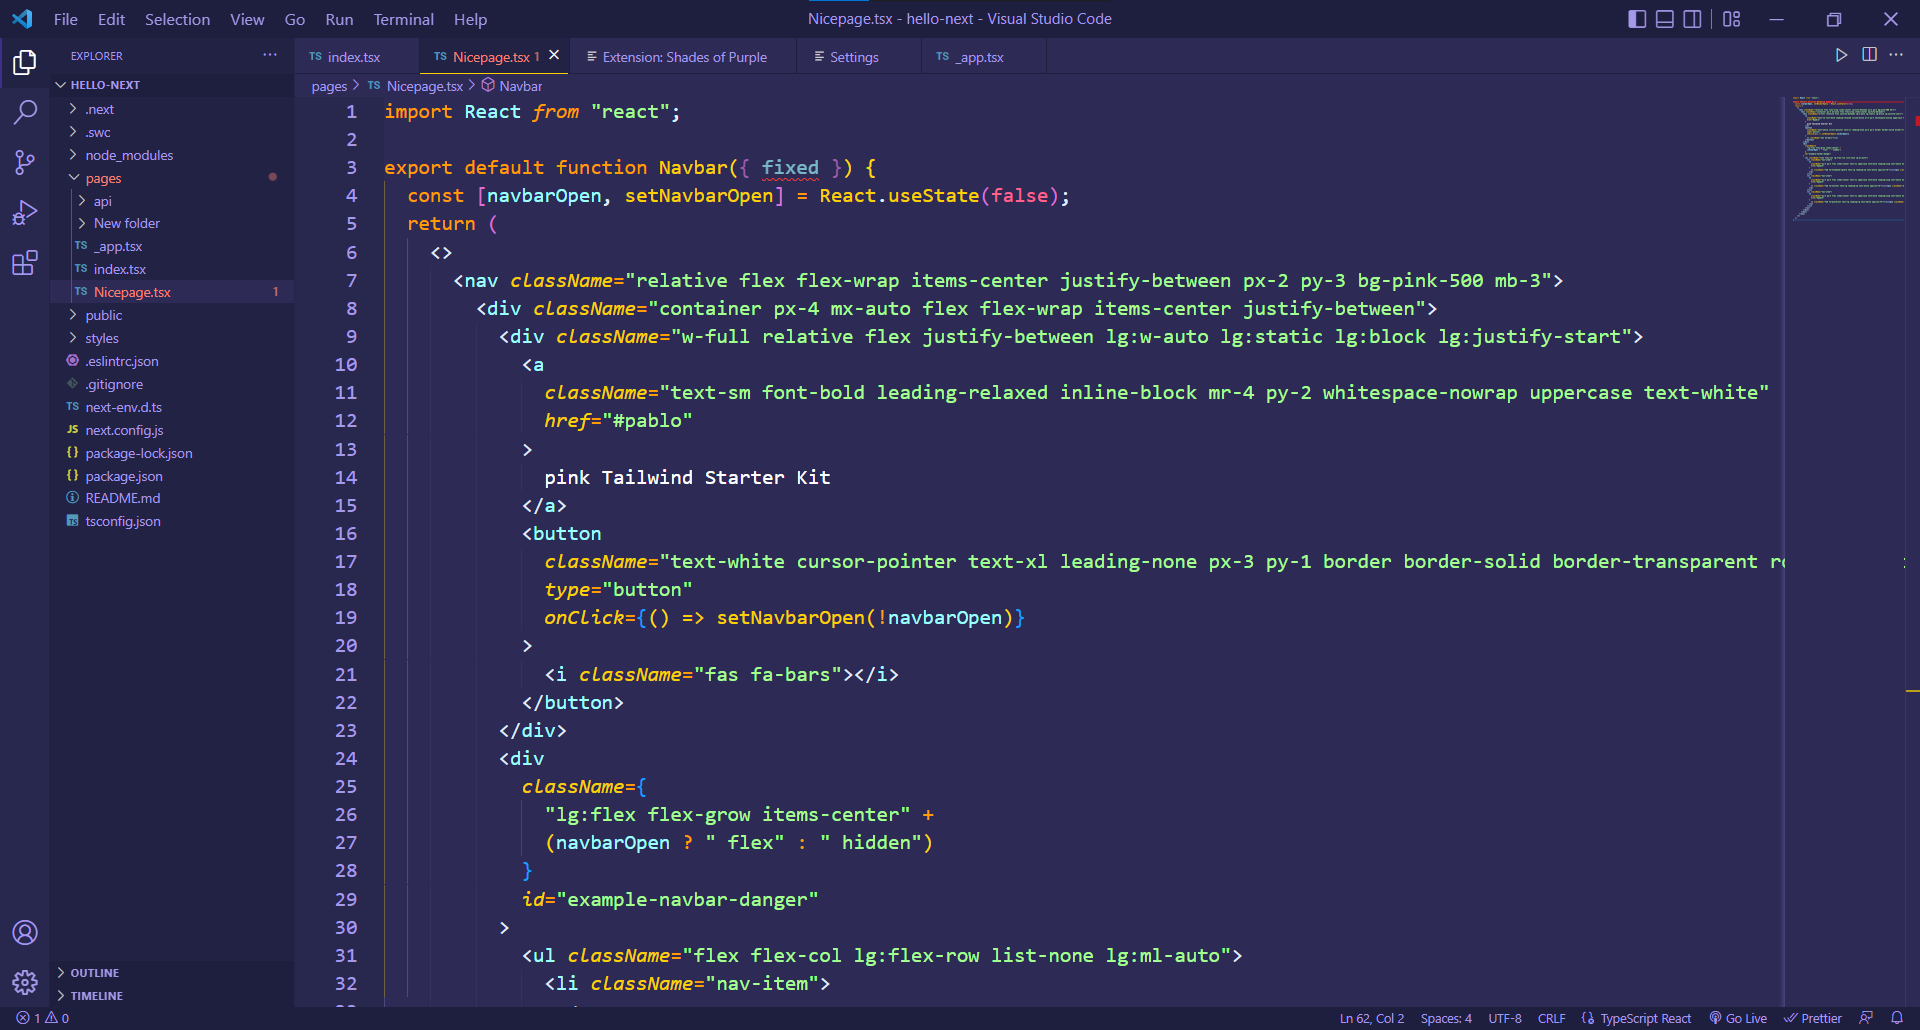 File Edit Selection View Go Run Terminal Help
Nicepage.tsx - hello-next - Visual Studio Code
EXPLORER
HELLO-NEXT
.next
.swc
node_modules
pages
api
New folder
TS _app.tsx
TS index.tsx
TS Nicepage.tsx 1
public
styles
.eslintrc.json
.gitignore
TS next-env.d.ts
JS next.config.js
{} package-lock.json
{} package.json
README.md
TS tsconfig.json
OUTLINE
TIMELINE
TS index.tsx TS Nicepage.tsx 1 Extension: Shades of Purple Settings TS _app.tsx
pages > TS Nicepage.tsx > Navbar
1 import React from "react";
2
3 export default function Navbar({ fixed }) {
4 const [navbarOpen, setNavbarOpen] = React.useState(false);
5 return (
6 <>
7 <nav className="relative flex flex-wrap items-center justify-between px-2 py-3 bg-pink-500 mb-3">
8 <div className="container px-4 mx-auto flex flex-wrap items-center justify-between">
9 <div className="w-full relative flex justify-between lg:w-auto lg:static lg:block lg:justify-start">
10 <a
11 className="text-sm font-bold leading-relaxed inline-block mr-4 py-2 whitespace-nowrap uppercase text-white"
12 href="#pablo"
13 >
14 pink Tailwind Starter Kit
15 </a>
16 <button
17 className="text-white cursor-pointer text-xl leading-none px-3 py-1 border border-solid border-transparent
18 type="button"
19 onClick={() => setNavbarOpen(!navbarOpen)}
20 >
21 <i className="fas fa-bars"></i>
22 </button>
23 </div>
24 <div
25 className={
26 "lg:flex flex-grow items-center" +
27 (navbarOpen ? " flex" : " hidden")
28 }
29 id="example-navbar-danger"
30 >
31 <ul className="flex flex-col lg:flex-row list-none lg:ml-auto">
32 <li className="nav-item">
1 0
Ln 62, Col 2 Spaces: 4 UTF-8 CRLF {} TypeScript React Go Live Prettier